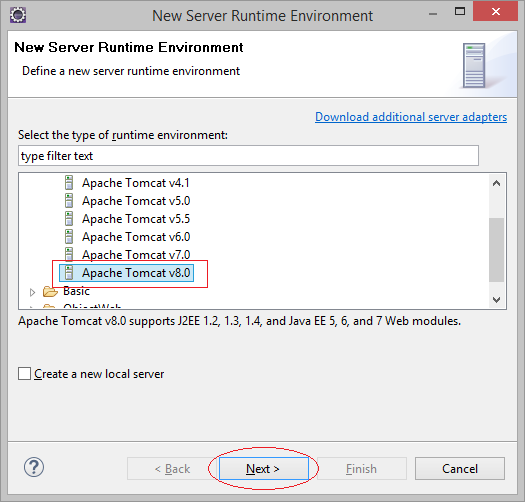 New Server Runtime Environment
New Server Runtime Environment
Define a new server runtime environment
Download additional server adapters
Select the type of runtime environment:
type filter text
Apache Tomcat v4.1
Apache Tomcat v5.0
Apache Tomcat v5.5
Apache Tomcat v6.0
Apache Tomcat v7.0
Apache Tomcat v8.0
Basic
ObjectWeb
Apache Tomcat v8.0 supports J2EE 1.2, 1.3, 1.4, and Java EE 5, 6, and 7 Web modules.
Create a new local server
? < Back Next > Finish Cancel